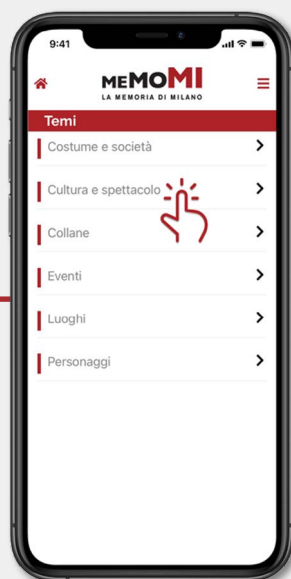 9:41
MEMOMI
LA MEMORIA DI MILANO
Temi
Costume e società
Cultura e spettacolo
Collane
Eventi
Luoghi
Personaggi